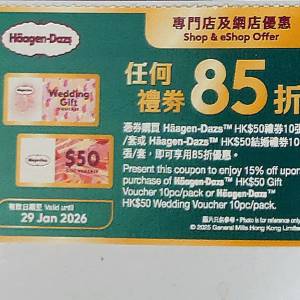 Häagen-Dazs
專門店及網店優惠
Shop & eShop Offer
Wedding
Gift
任何
禮券
85折
$50
憑券購買 Häagen-Dazs™ HK$50禮券10張
/套或 Häagen-Dazs™ HK$50結婚禮券10
張/套，即可享用85折優惠。
Present this coupon to enjoy 15% off upon
purchase of Häagen-Dazs™ HK$50 Gift
Voucher 10pc/pack or Häagen-Dazs™
HK$50 Wedding Voucher 10pc/pack.
有效日期至 Valid until
29 Jan 2026
圖片只供參考 · Photo is for reference only.
© 2025 General Mills Hong Kong Limited